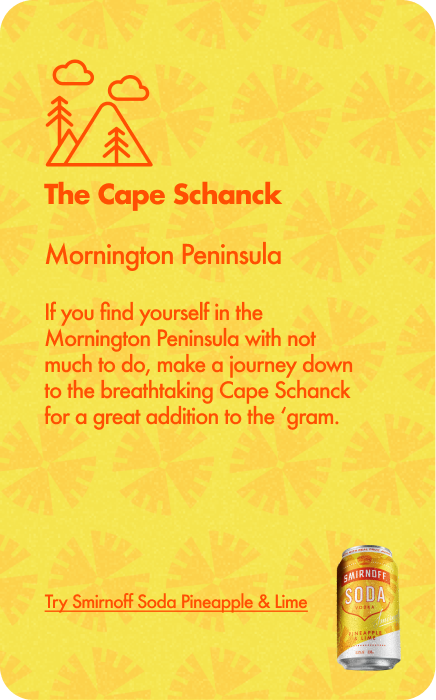 The Cape Schanck
Mornington Peninsula
If you find yourself in the
Mornington Peninsula with not
much to do, make a journey down
to the breathtaking Cape Schanck
for a great addition to the ‘gram.
Try Smirnoff Soda Pineapple & Lime
SMIRNOFF
SODA
VODKA
PINEAPPLE
& LIME